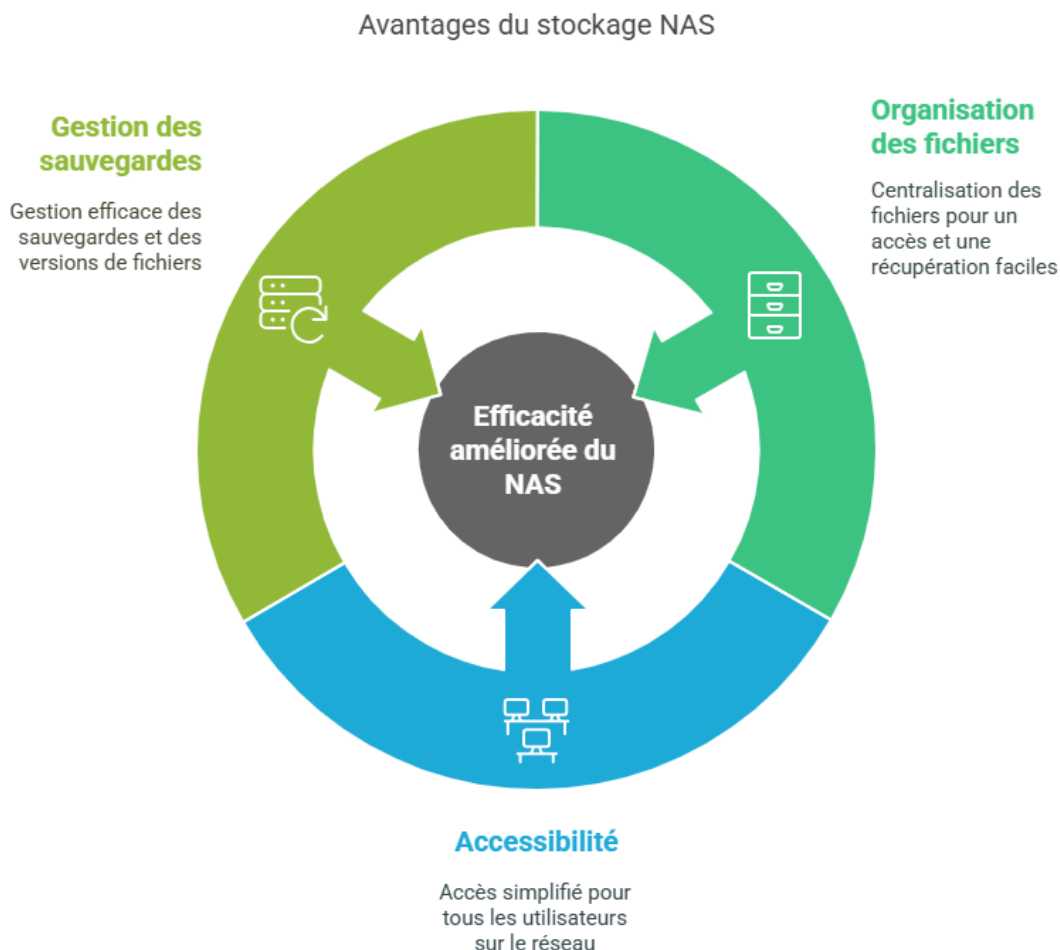 Avantages du stockage NAS
Gestion des
sauvegardes
Gestion efficace des
sauvegardes et des
versions de fichiers
Organisation
des fichiers
Centralisation des
fichiers pour un
accès et une
récupération faciles
Efficacité
améliorée du
NAS
Accessibilité
Accès simplifié pour
tous les utilisateurs
sur le réseau